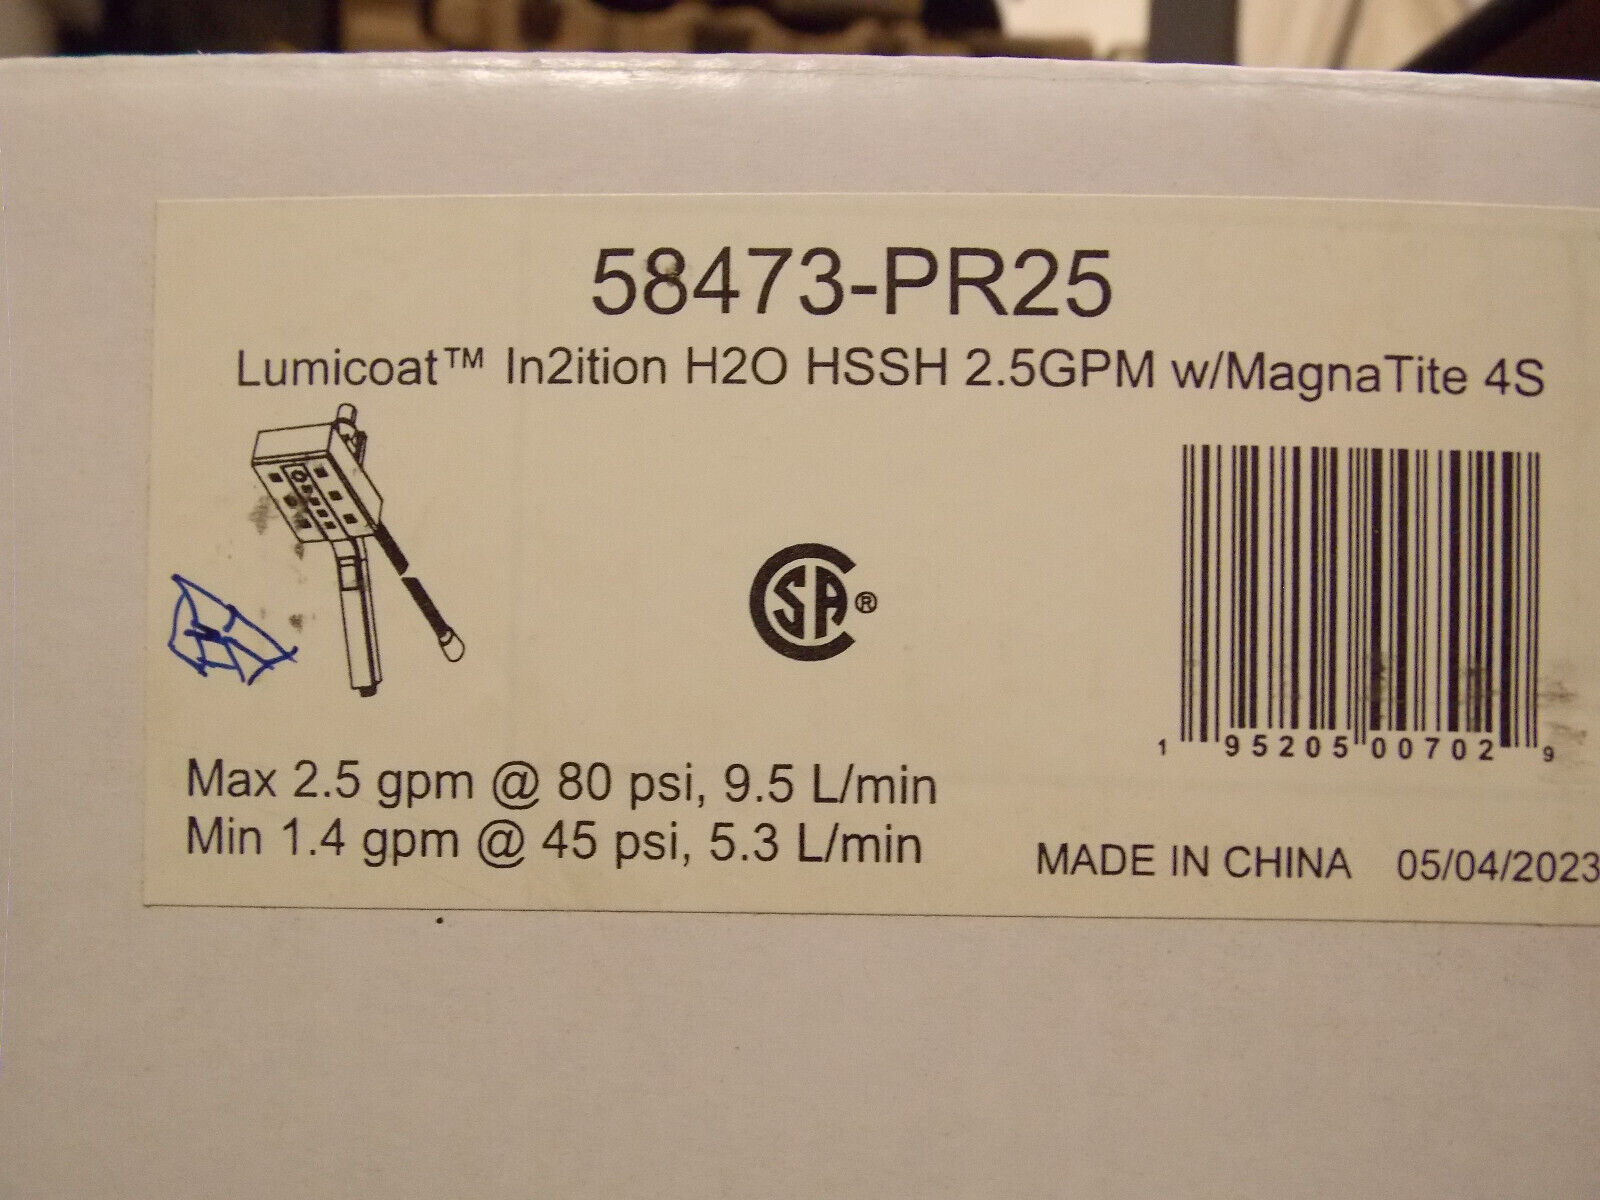 58473-PR25
Lumicoat™ In2ition H2O HSSH 2.5GPM w/MagnaTite 4S
CSA®
1 95205 00702 9
Max 2.5 gpm @ 80 psi, 9.5 L/min
Min 1.4 gpm @ 45 psi, 5.3 L/min
MADE IN CHINA 05/04/2023